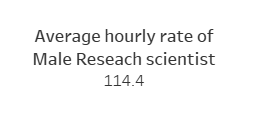 Average hourly rate of
Male Reseach scientist
114.4